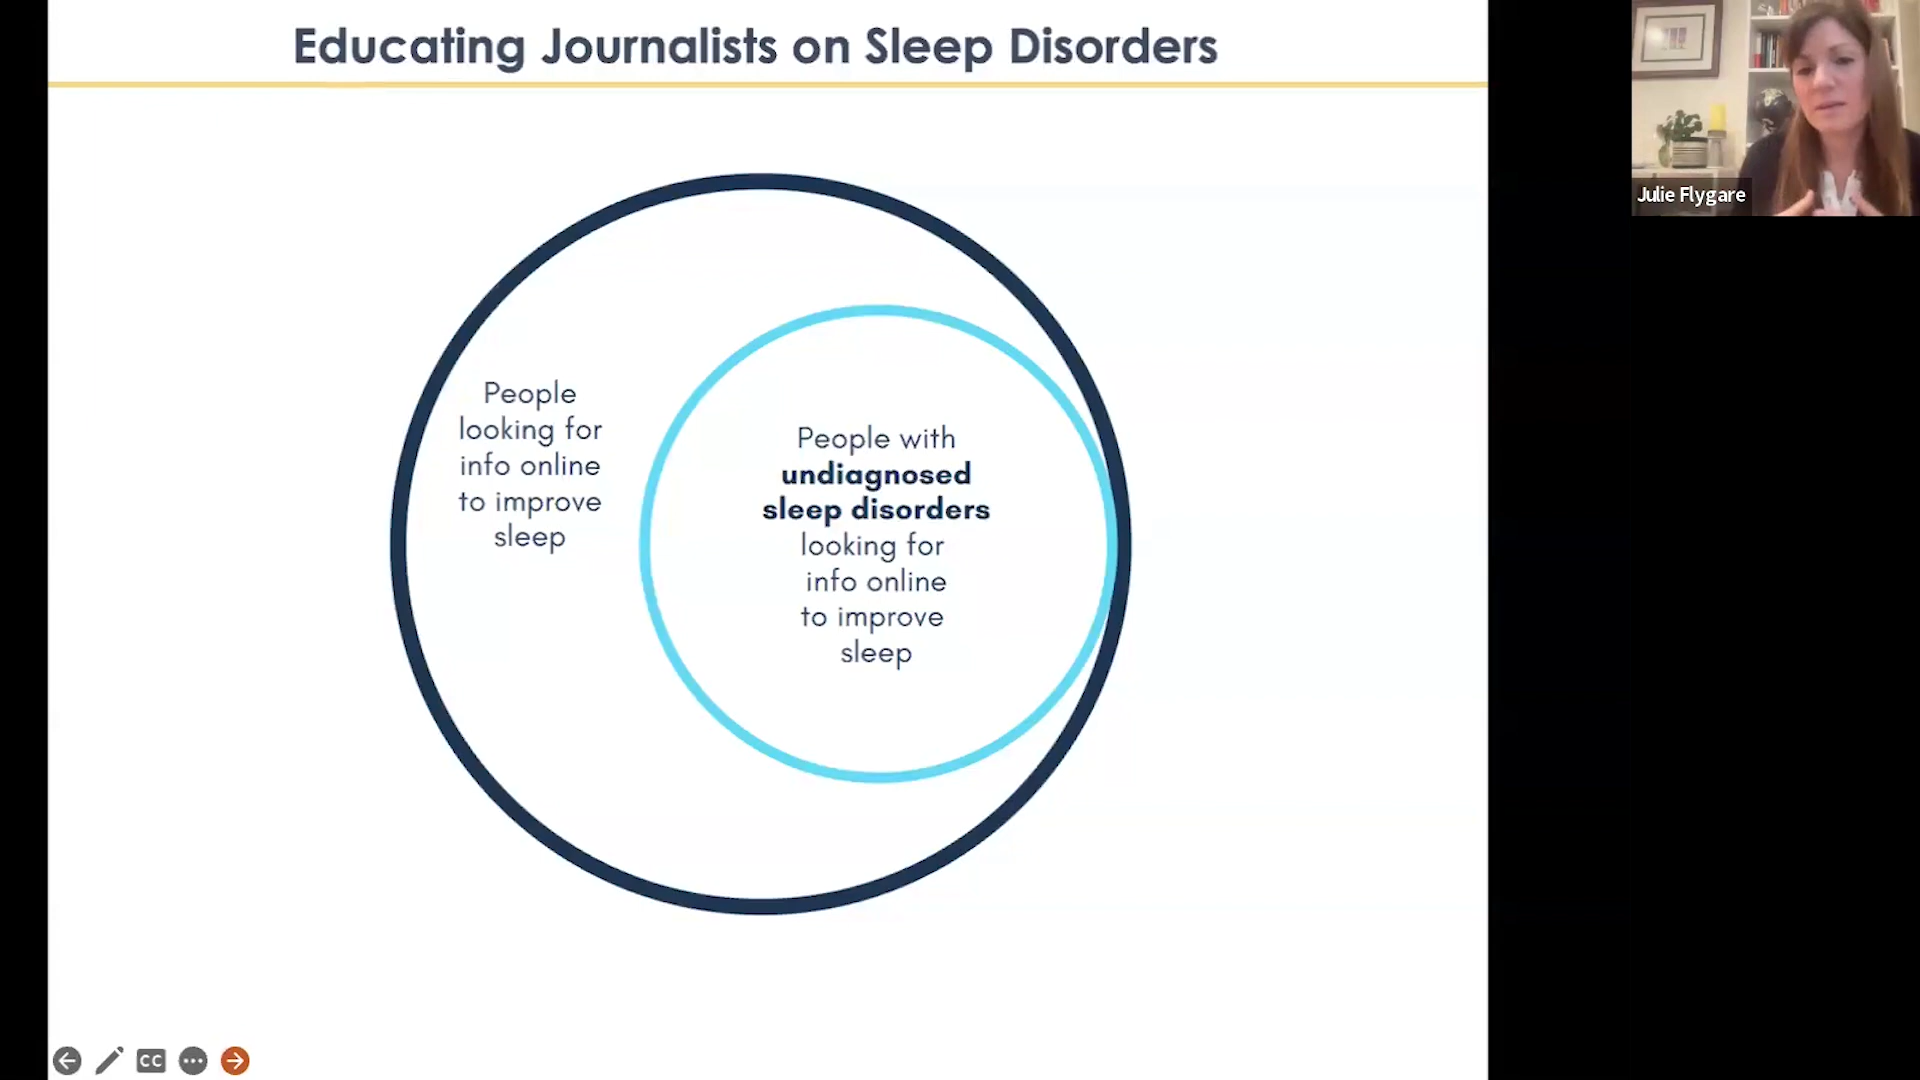 Educating Journalists on Sleep Disorders
People
looking for
info online
to improve
sleep
People with
undiagnosed
sleep disorders
looking for
info online
to improve
sleep
Julie Flygare
CC